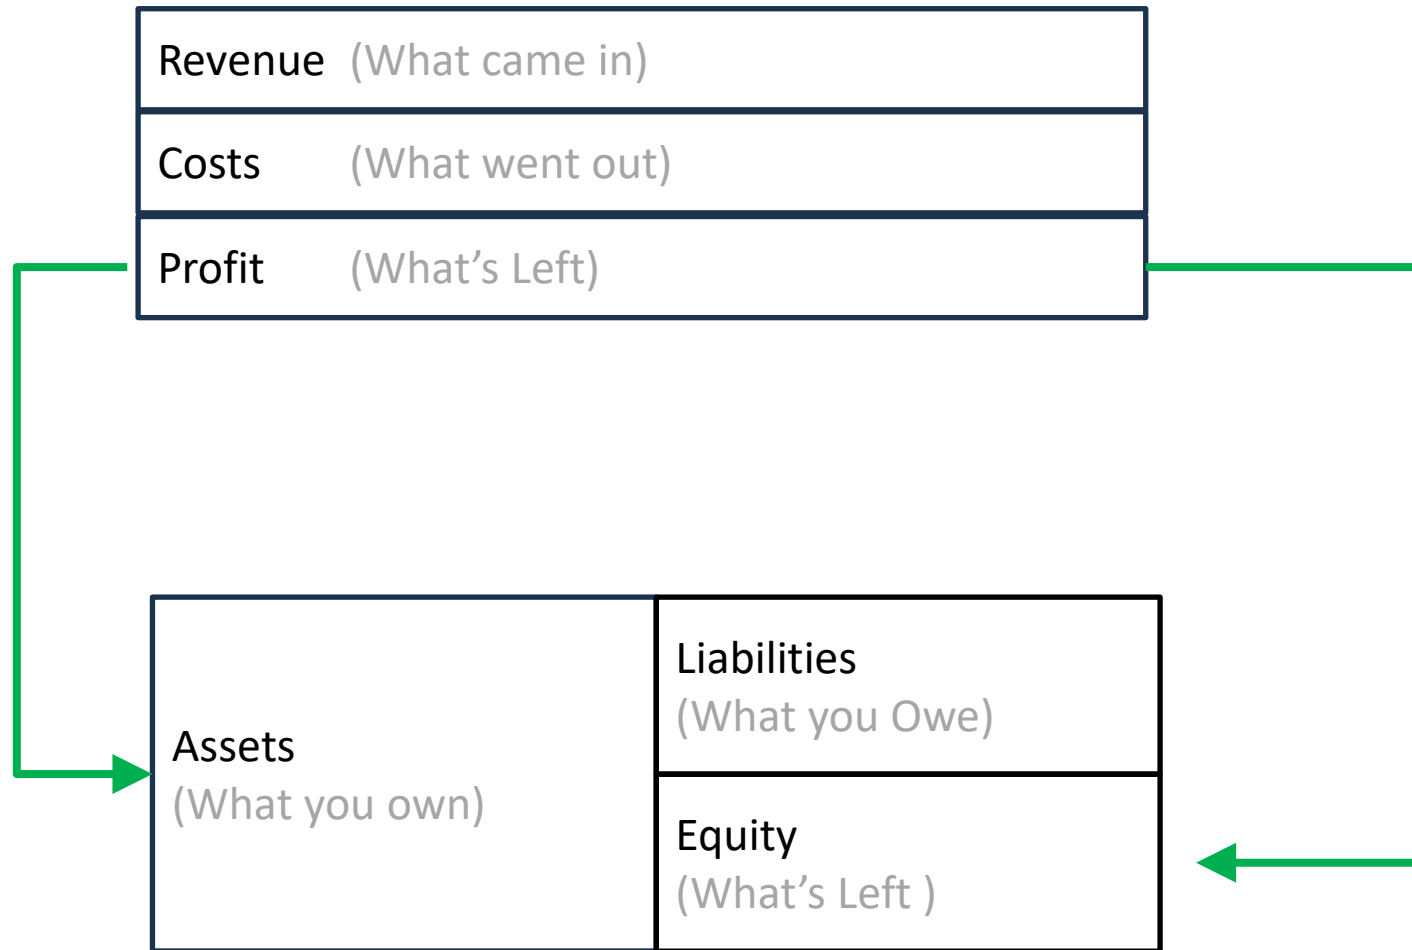 Revenue (What came in)
Costs (What went out)
Profit (What’s Left)
Liabilities
(What you Owe)
Assets
(What you own)
Equity
(What’s Left )